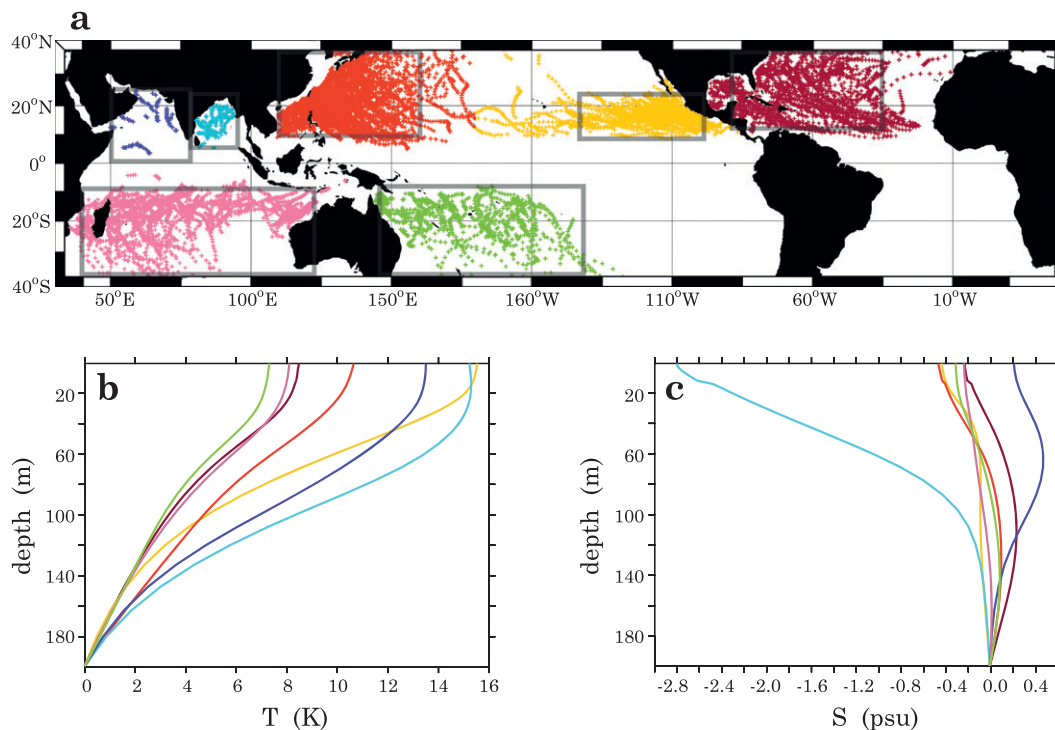 a
40°N
20°N
0°
20°S
40°S
50°E 100°E 150°E 160°W 110°W 60°W 10°W
b
20
60
100
140
180
depth (m)
0 2 4 6 8 10 12 14 16
T (K)
c
20
60
100
140
180
depth (m)
-2.8 -2.4 -2.0 -1.6 -1.2 -0.8 -0.4 0.0 0.4
S (psu)